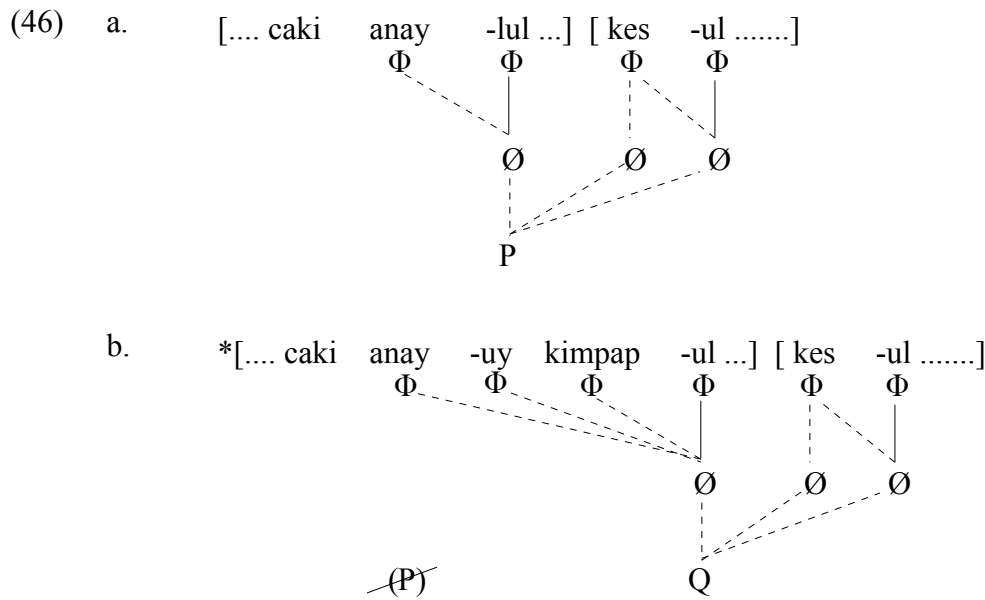 (46) a. [.... caki anay -lul ...] [ kes -ul .......]
Φ Φ Φ Φ
Ø Ø Ø
P
b. *[.... caki anay -uy kimpap -ul ...] [ kes -ul .......]
Φ Φ Φ Φ Φ Φ
Ø Ø Ø
(P) Q